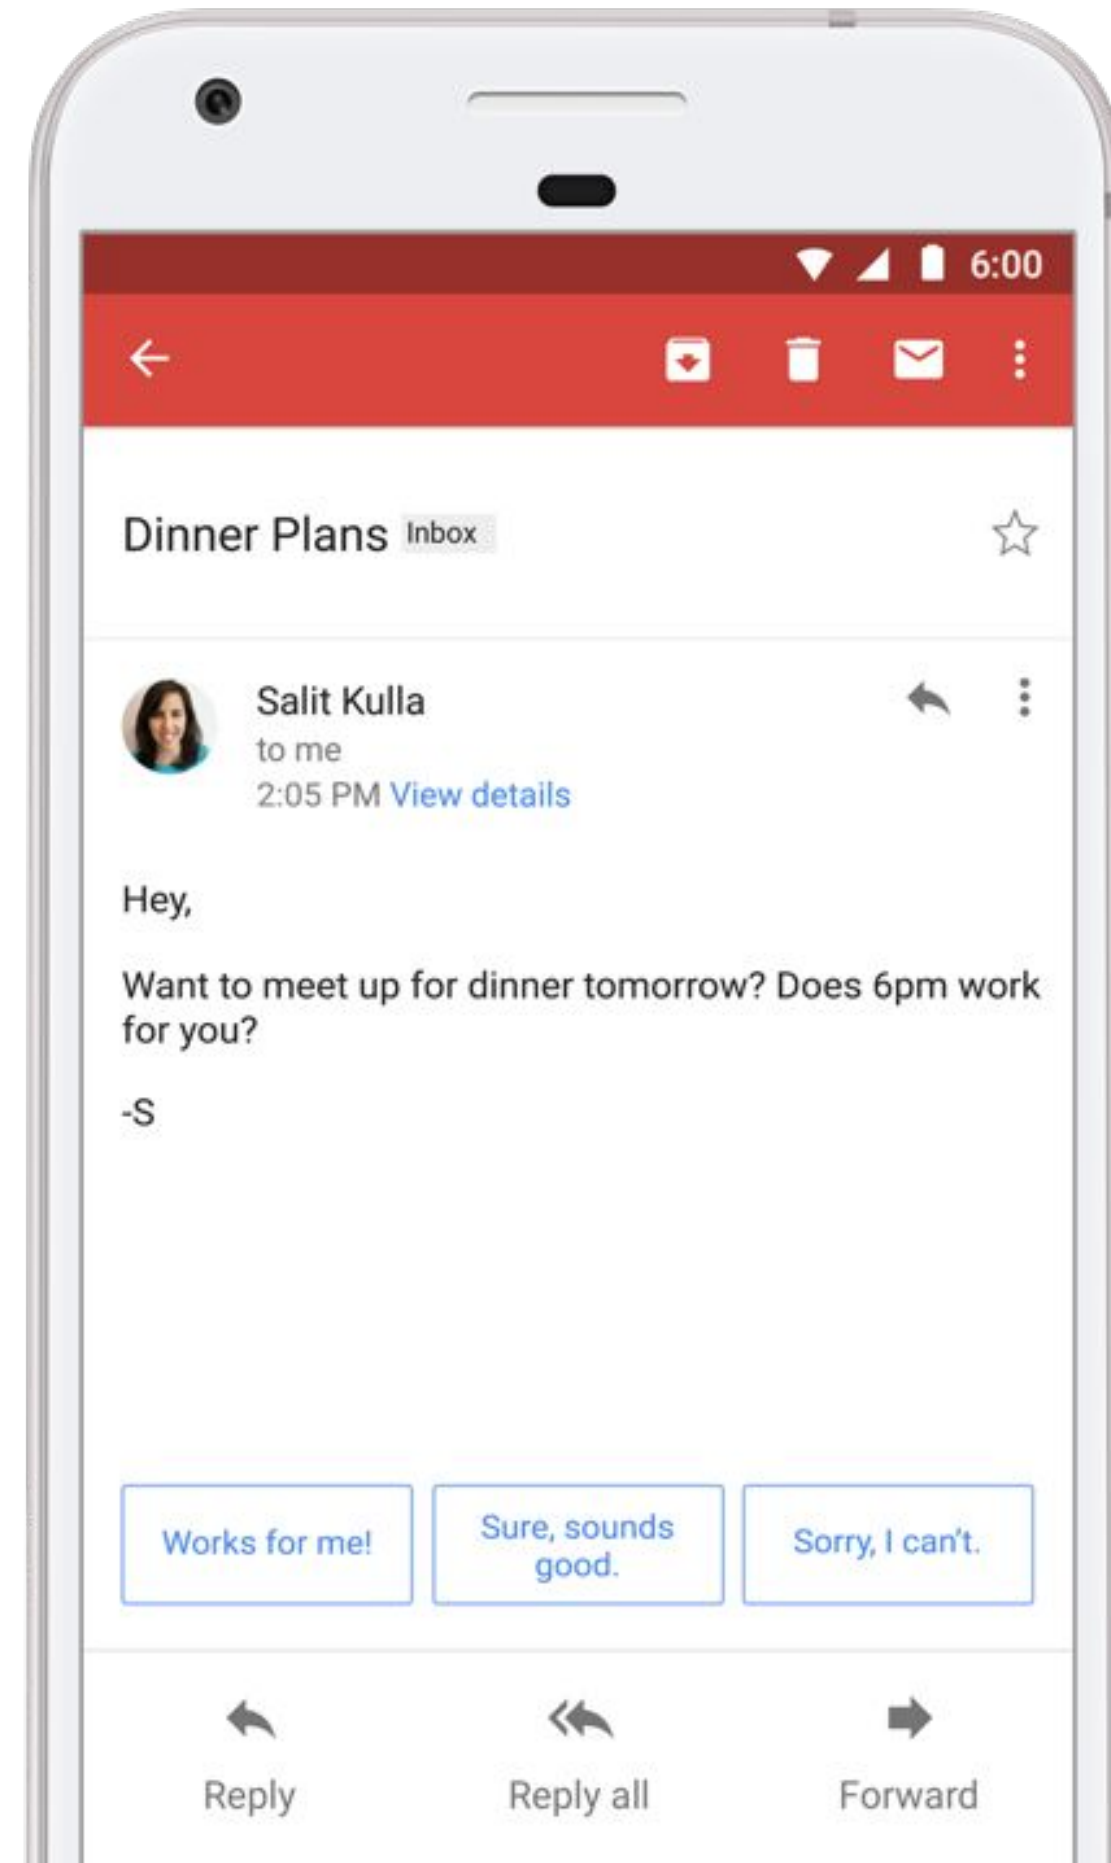 6:00
Dinner Plans Inbox
Salit Kulla
to me
2:05 PM View details
Hey,
Want to meet up for dinner tomorrow? Does 6pm work
for you?
-S
Works for me!
Sure, sounds
good.
Sorry, I can't.
Reply
Reply all
Forward